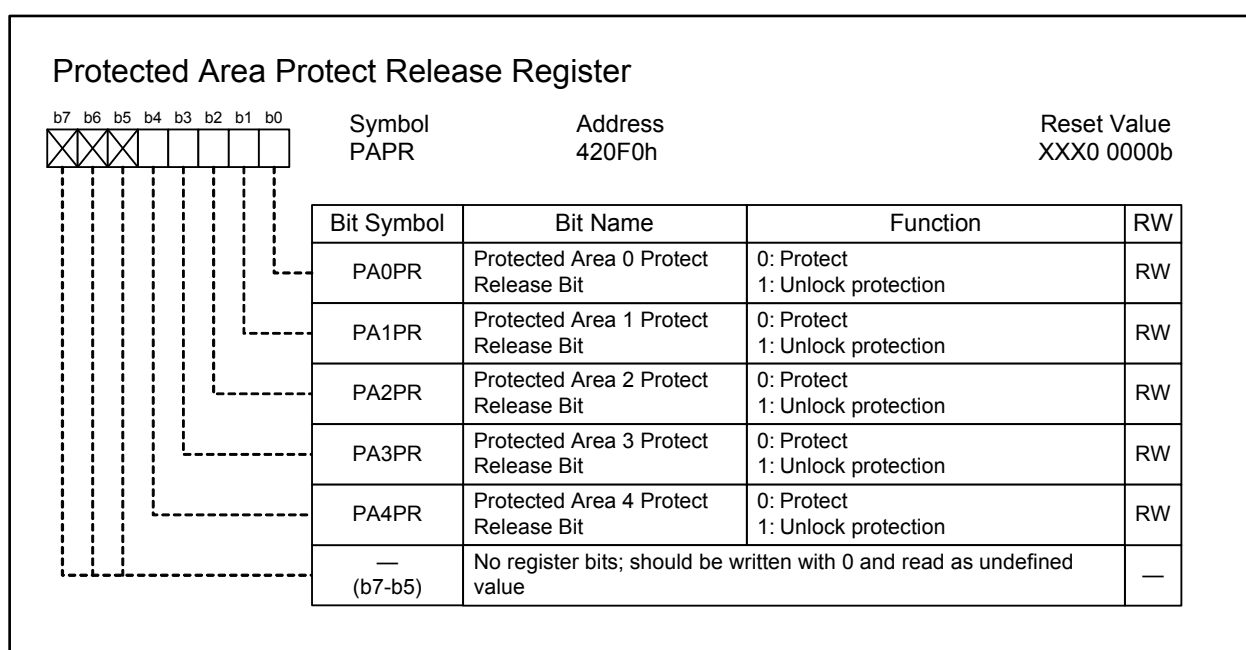 Protected Area Protect Release Register
b7 b6 b5 b4 b3 b2 b1 b0
Symbol Address Reset Value
PAPR 420F0h XXX0 0000b
Bit Symbol Bit Name Function RW
PA0PR Protected Area 0 Protect Release Bit 0: Protect 1: Unlock protection RW
PA1PR Protected Area 1 Protect Release Bit 0: Protect 1: Unlock protection RW
PA2PR Protected Area 2 Protect Release Bit 0: Protect 1: Unlock protection RW
PA3PR Protected Area 3 Protect Release Bit 0: Protect 1: Unlock protection RW
PA4PR Protected Area 4 Protect Release Bit 0: Protect 1: Unlock protection RW
— (b7-b5) No register bits; should be written with 0 and read as undefined value —